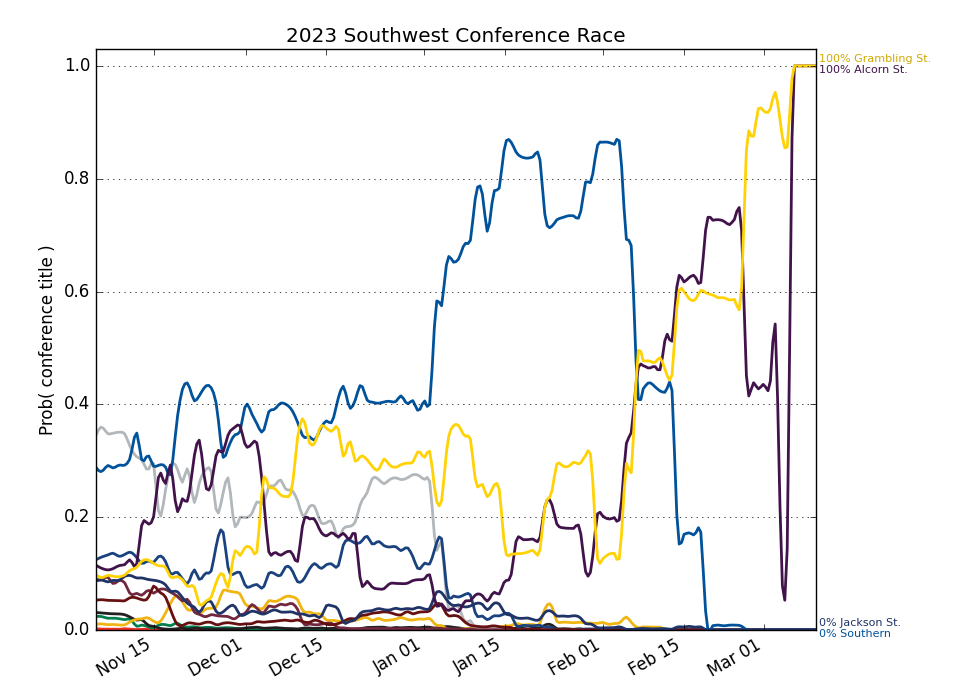 2023 Southwest Conference Race
Prob( conference title )
1.0
0.8
0.6
0.4
0.2
0.0
Nov 15
Dec 01
Dec 15
Jan 01
Jan 15
Feb 01
Feb 15
Mar 01
100% Grambling St.
100% Alcorn St.
0% Jackson St.
0% Southern